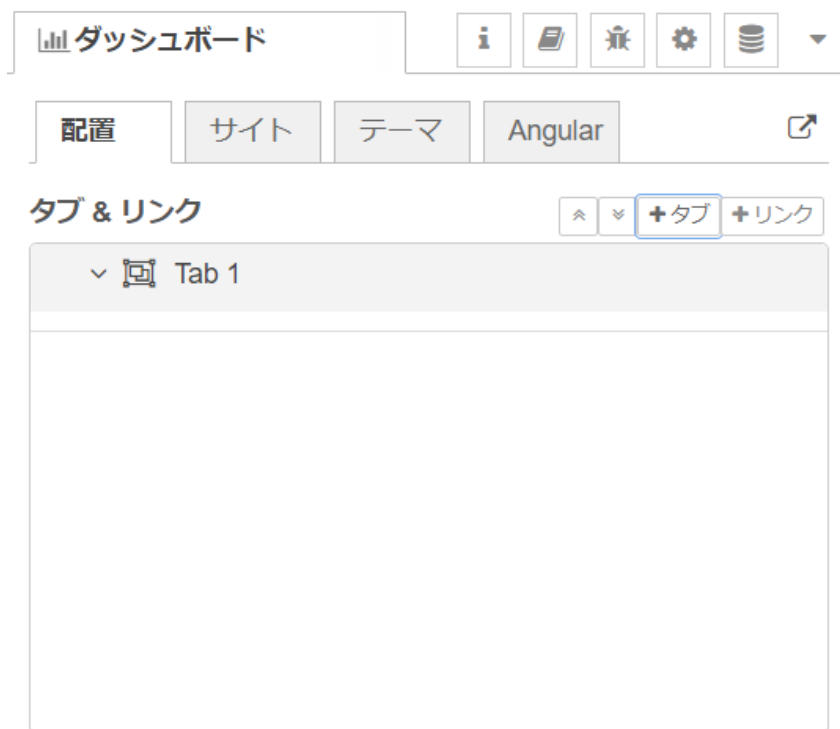 ダッシュボード
配置 サイト テーマ Angular
タブ & リンク +タブ +リンク
Tab 1